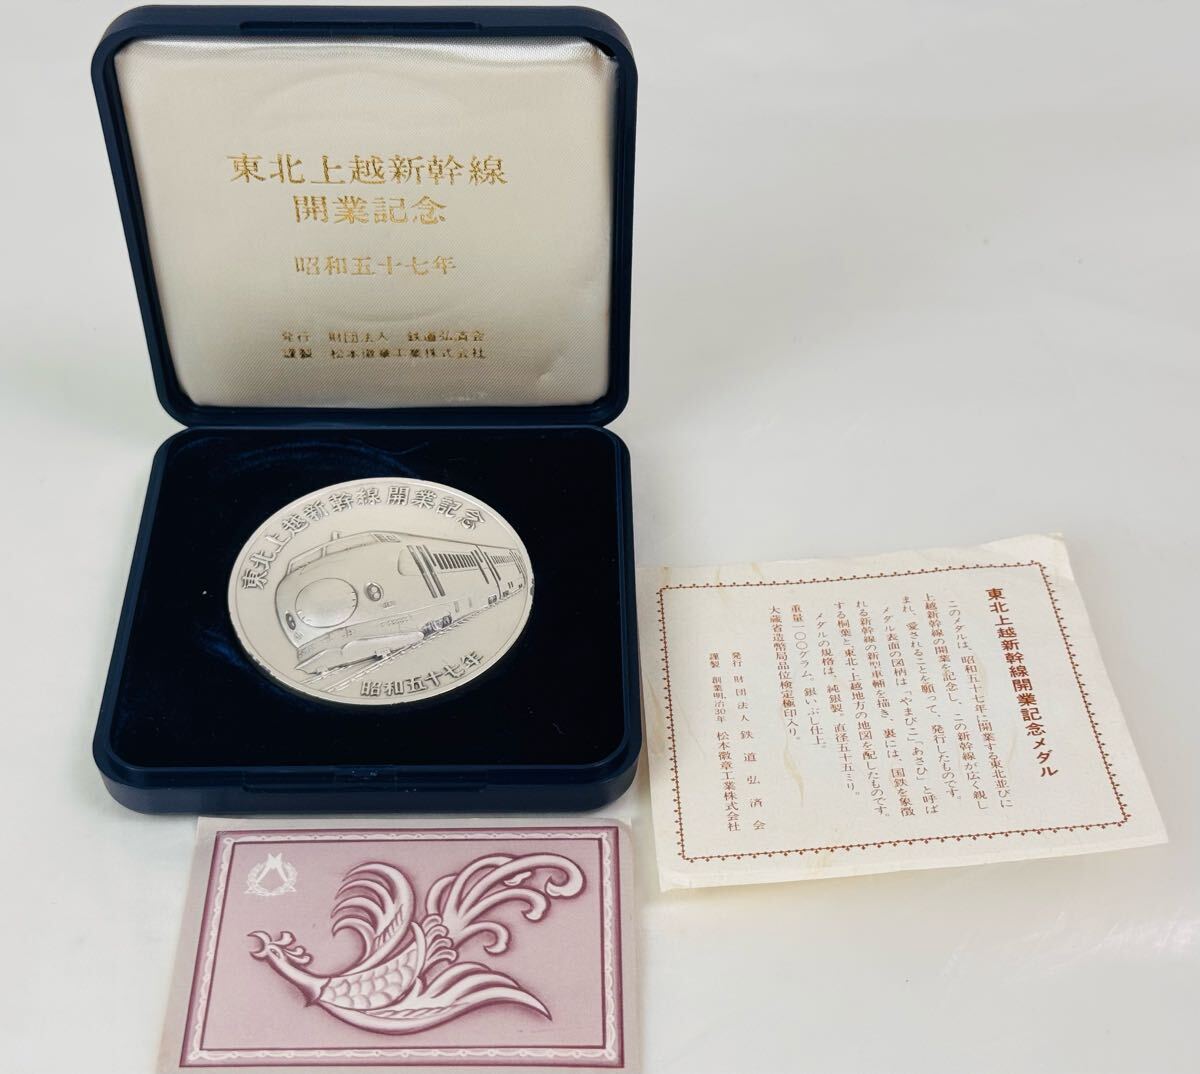 東北上越新幹線
開業記念
昭和五十七年
発行 財団法人 鉄道弘済会
謹製 松本徽章工業株式会社
東北上越新幹線開業記念
昭和五十七年
東北上越新幹線開業記念メダル
このメダルは、昭和五十七年に開業する東北並びに
上越新幹線の開業を記念し、この新幹線が広く親し
まれ、愛されることを願って、発行したものです。
メダル表面の図柄は「やまびこ」「あさひ」と呼ば
れる新幹線の新型車輛を描き、裏には、国鉄を象徴
する桐葉と東北・上越地方の地図を配したものです。
メダルの規格は、純銀製。直径五十五ミリ。
重量一〇〇グラム。銀いぶし仕上。
大蔵省造幣局品位検定極印入り。
発行 財団法人 鉄道弘済会
謹製 創業明治30年 松本徽章工業株式会社